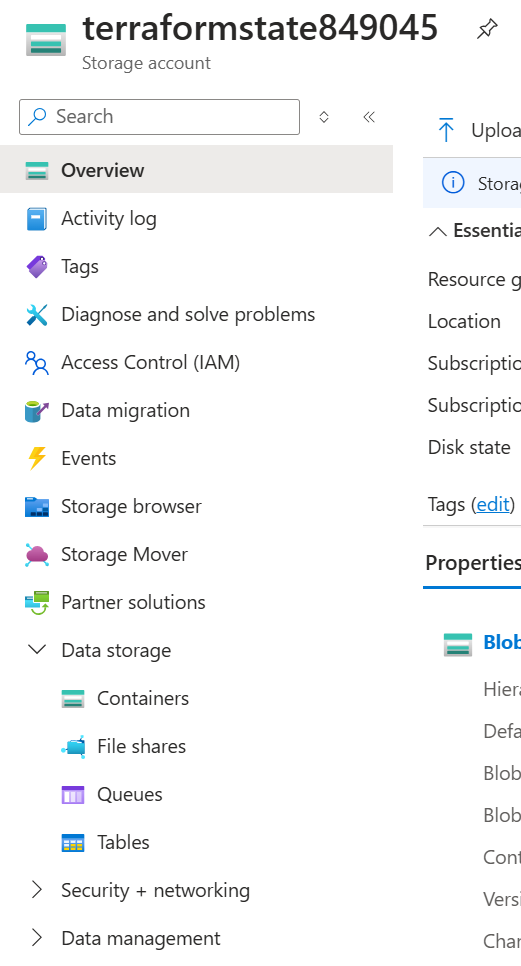 terraformstate849045
Storage account
Search
Overview
Activity log
Tags
Diagnose and solve problems
Access Control (IAM)
Data migration
Events
Storage browser
Storage Mover
Partner solutions
Data storage
Containers
File shares
Queues
Tables
Security + networking
Data management
Uploa
Storag
Essentia
Resource g
Location
Subscriptio
Subscriptio
Disk state
Tags (edit)
Properties
Blob
Hiera
Defa
Blob
Blob
Cont
Versi
Chan